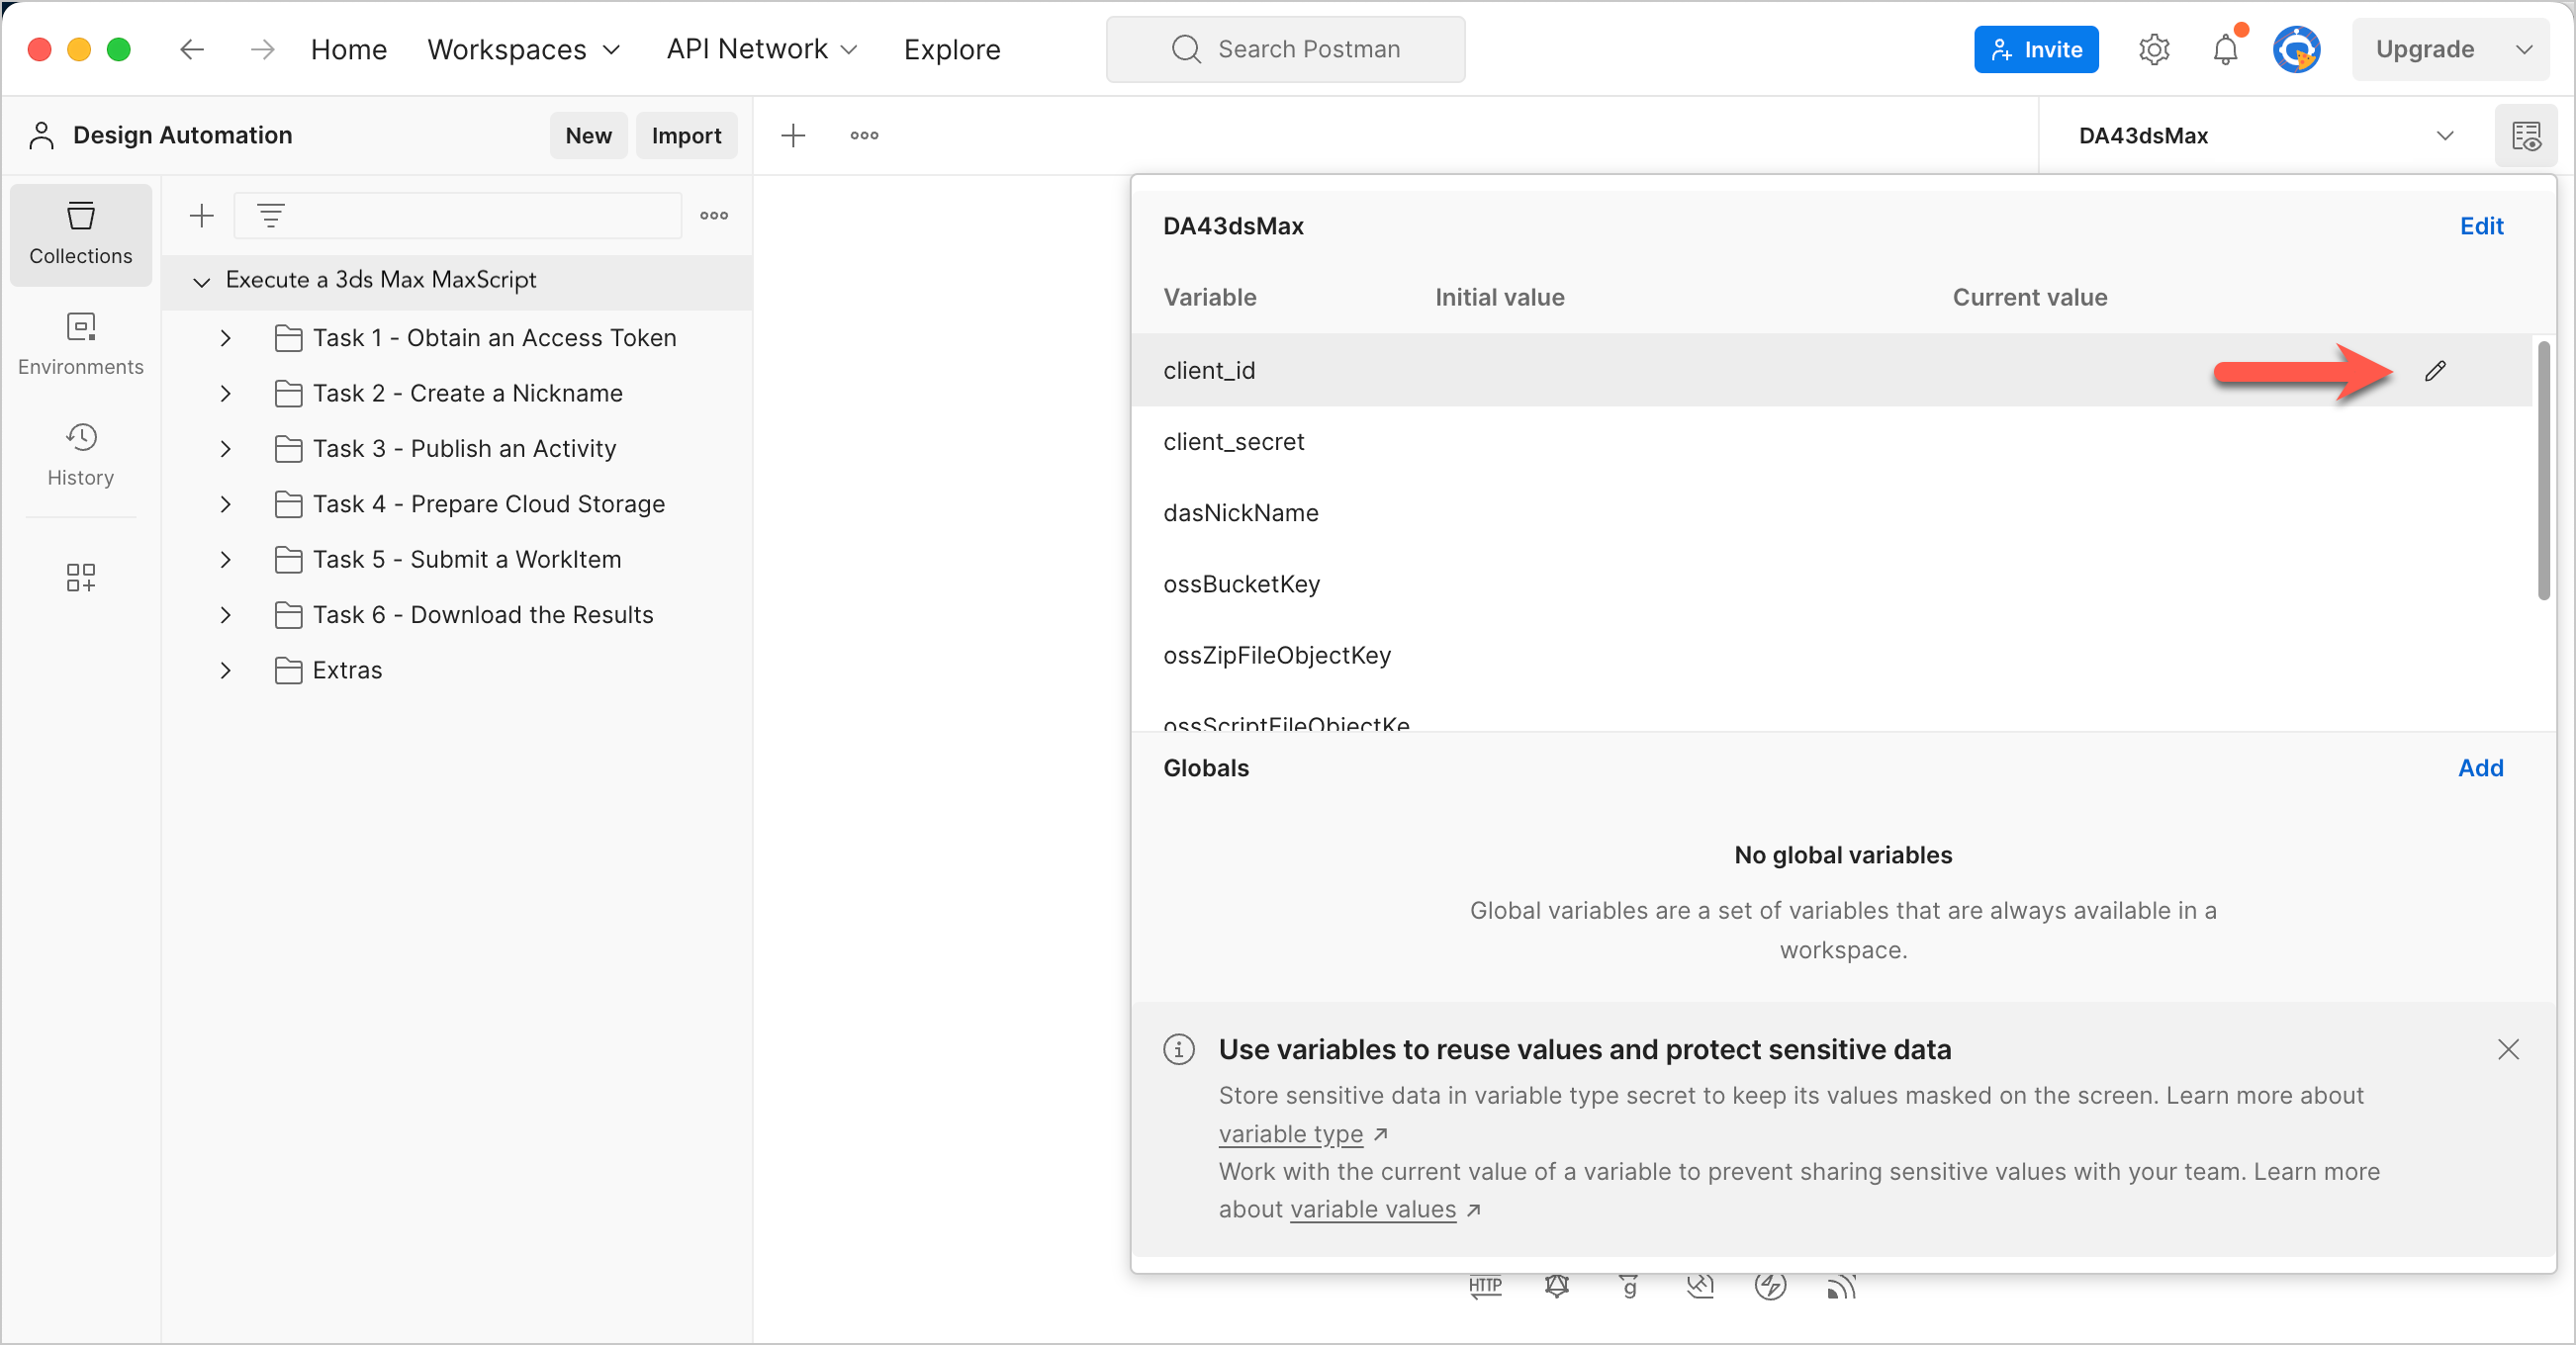 Home
Workspaces
API Network
Explore
Search Postman
Invite
Upgrade
Design Automation
New
Import
DA43dsMax
Collections
Environments
History
Execute a 3ds Max MaxScript
Task 1 - Obtain an Access Token
Task 2 - Create a Nickname
Task 3 - Publish an Activity
Task 4 - Prepare Cloud Storage
Task 5 - Submit a WorkItem
Task 6 - Download the Results
Extras
DA43dsMax
Edit
Variable
Initial value
Current value
client_id
client_secret
dasNickName
ossBucketKey
ossZipFileObjectKey
ossScriptFileObjectKe
Globals
Add
No global variables
Global variables are a set of variables that are always available in a
workspace.
Use variables to reuse values and protect sensitive data
Store sensitive data in variable type secret to keep its values masked on the screen. Learn more about
variable type ↗
Work with the current value of a variable to prevent sharing sensitive values with your team. Learn more
about variable values ↗
HTTP
g